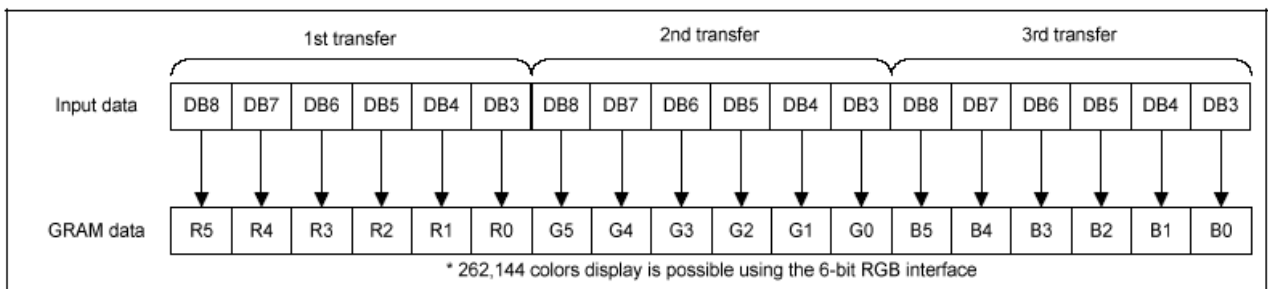 1st transfer 2nd transfer 3rd transfer
Input data DB8 DB7 DB6 DB5 DB4 DB3 DB8 DB7 DB6 DB5 DB4 DB3 DB8 DB7 DB6 DB5 DB4 DB3
GRAM data R5 R4 R3 R2 R1 R0 G5 G4 G3 G2 G1 G0 B5 B4 B3 B2 B1 B0
* 262,144 colors display is possible using the 6-bit RGB interface